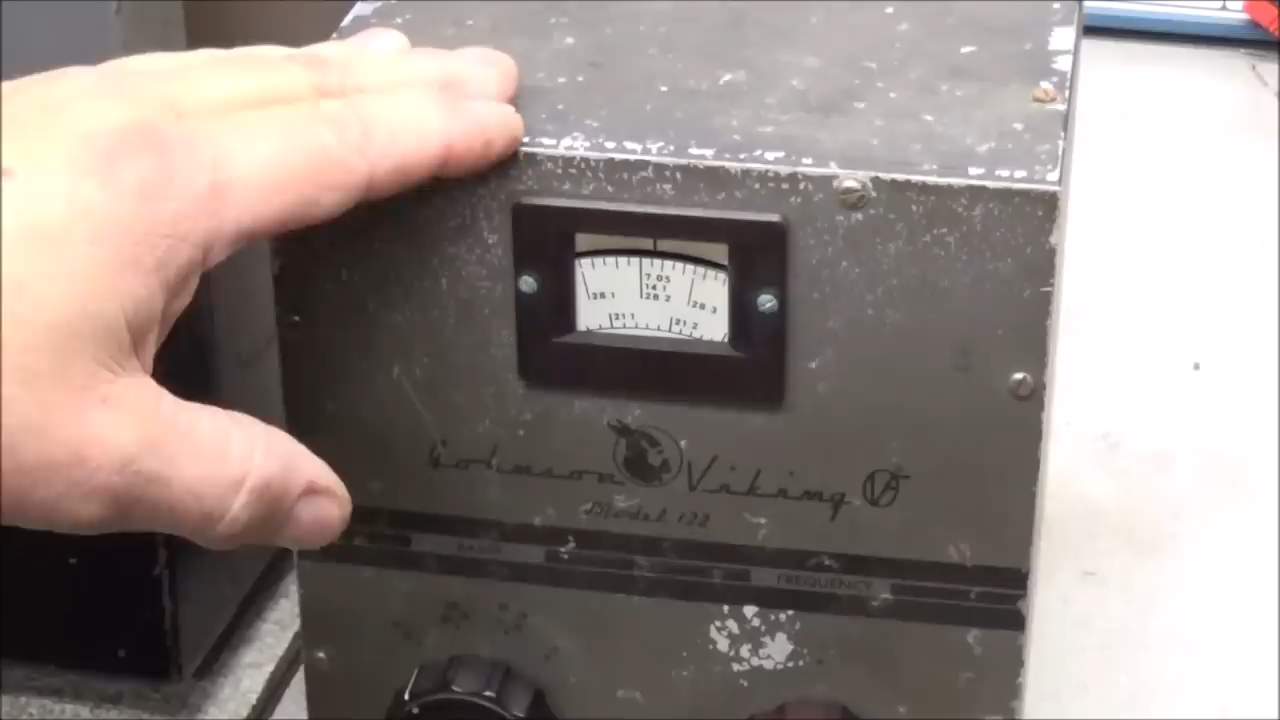 7.05
14.1
28.1 28.2 28.3
21.1 21.2
Johnson Viking
Model 122
BAND FREQUENCY